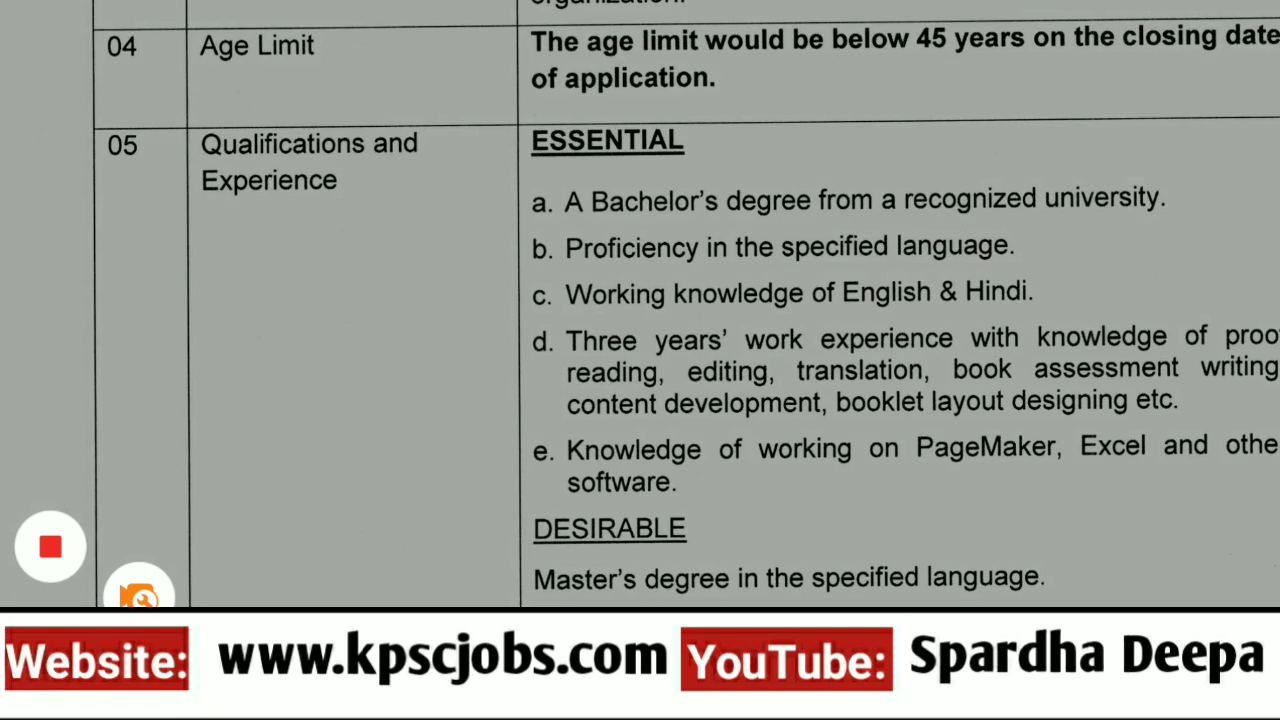 organization.
04 Age Limit The age limit would be below 45 years on the closing date
of application.
05 Qualifications and ESSENTIAL
Experience
a. A Bachelor's degree from a recognized university.
b. Proficiency in the specified language.
c. Working knowledge of English & Hindi.
d. Three years' work experience with knowledge of proo
reading, editing, translation, book assessment writing
content development, booklet layout designing etc.
e. Knowledge of working on PageMaker, Excel and othe
software.
DESIRABLE
Master's degree in the specified language.
Website: www.kpscjobs.com YouTube: Spardha Deepa